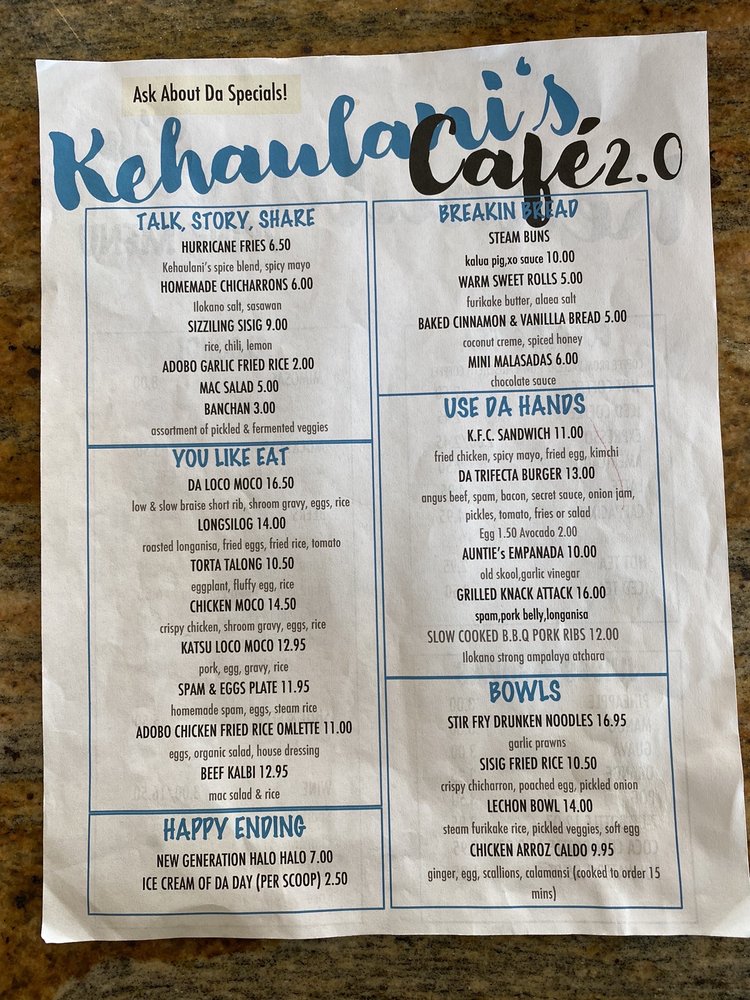 Ask About Da Specials!
Kehaulani's
Café 2.0
TALK, STORY, SHARE
HURRICANE FRIES 6.50
Kehaulani's spice blend, spicy mayo
HOMEMADE CHICHARRONS 6.00
Ilokano salt, sasawan
SIZZILING SISIG 9.00
rice, chili, lemon
ADOBO GARLIC FRIED RICE 2.00
MAC SALAD 5.00
BANCHAN 3.00
assortment of pickled & fermented veggies
YOU LIKE EAT
DA LOCO MOCO 16.50
low & slow braise short rib, shroom gravy, eggs, rice
LONGSILOG 14.00
roasted longanisa, fried eggs, fried rice, tomato
TORTA TALONG 10.50
eggplant, fluffy egg, rice
CHICKEN MOCO 14.50
crispy chicken, shroom gravy, eggs, rice
KATSU LOCO MOCO 12.95
pork, egg, gravy, rice
SPAM & EGGS PLATE 11.95
homemade spam, eggs, steam rice
ADOBO CHICKEN FRIED RICE OMLETTE 11.00
eggs, organic salad, house dressing
BEEF KALBI 12.95
mac salad & rice
HAPPY ENDING
NEW GENERATION HALO HALO 7.00
ICE CREAM OF DA DAY (PER SCOOP) 2.50
BREAKIN BREAD
STEAM BUNS
kalua pig,xo sauce 10.00
WARM SWEET ROLLS 5.00
furikake butter, alaea salt
BAKED CINNAMON & VANILLLA BREAD 5.00
coconut creme, spiced honey
MINI MALASADAS 6.00
chocolate sauce
USE DA HANDS
K.F.C. SANDWICH 11.00
fried chicken, spicy mayo, fried egg, kimchi
DA TRIFECTA BURGER 13.00
angus beef, spam, bacon, secret sauce, onion jam,
pickles, tomato, fries or salad
Egg 1.50 Avocado 2.00
AUNTIE's EMPANADA 10.00
old skool,garlic vinegar
GRILLED KNACK ATTACK 16.00
spam,pork belly,longanisa
SLOW COOKED B.B.Q PORK RIBS 12.00
Ilokano strong ampalaya atchara
BOWLS
STIR FRY DRUNKEN NOODLES 16.95
garlic prawns
SISIG FRIED RICE 10.50
crispy chicharron, poached egg, pickled onion
LECHON BOWL 14.00
steam furikake rice, pickled veggies, soft egg
CHICKEN ARROZ CALDO 9.95
ginger, egg, scallions, calamansi (cooked to order 15
mins)